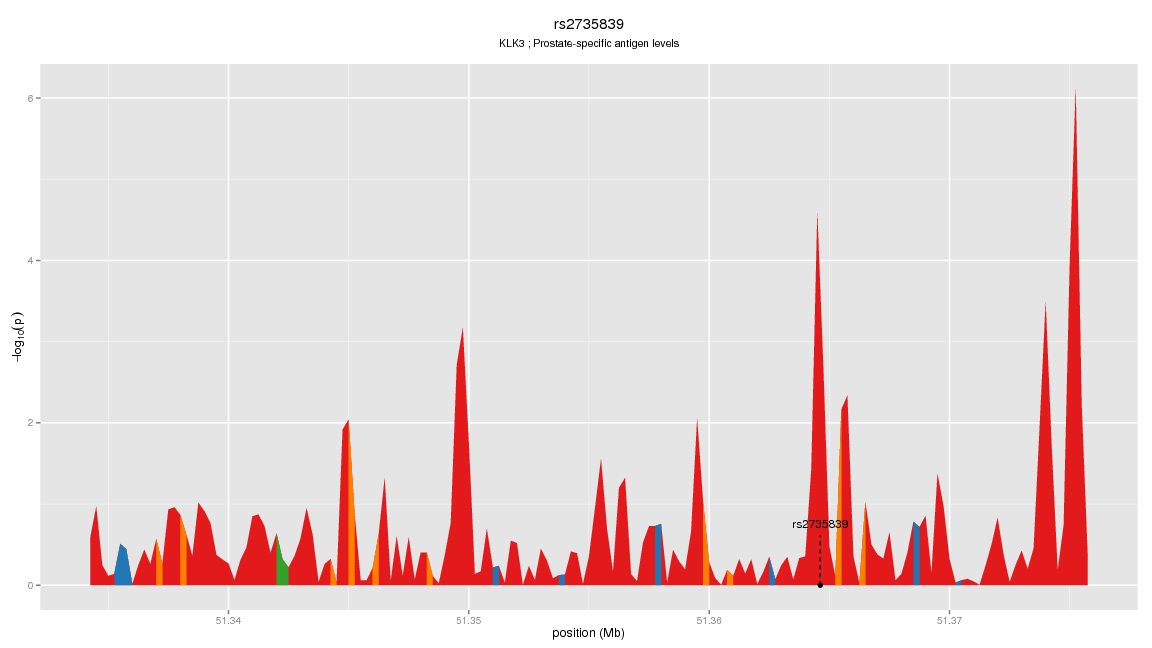 rs2735839
KLK3 ; Prostate-specific antigen levels
−log10(p)
6
4
2
0
rs2735839
51.34
51.35
51.36
51.37
position (Mb)